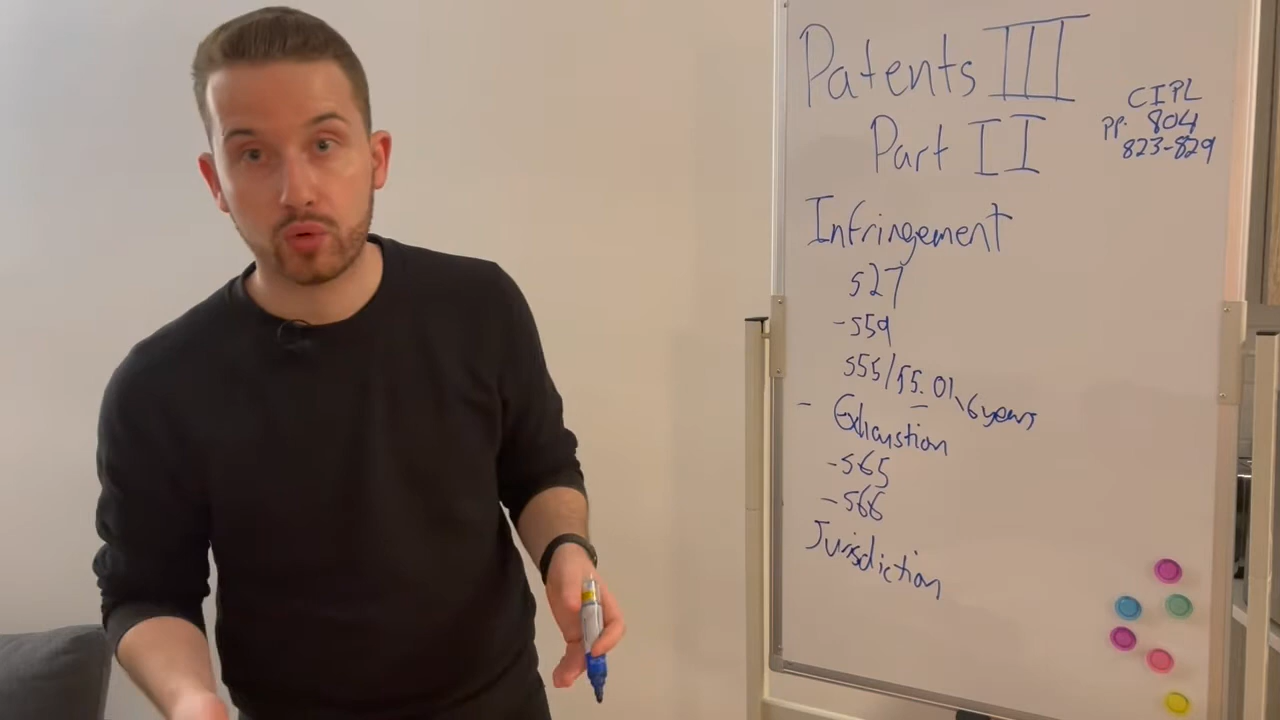 Patents III
Part II
CIPL
pp. 804
823-829
Infringement
s27
- s59
s55/55.01, 6 years
- Exhaustion
- s65
- s66
Jurisdiction